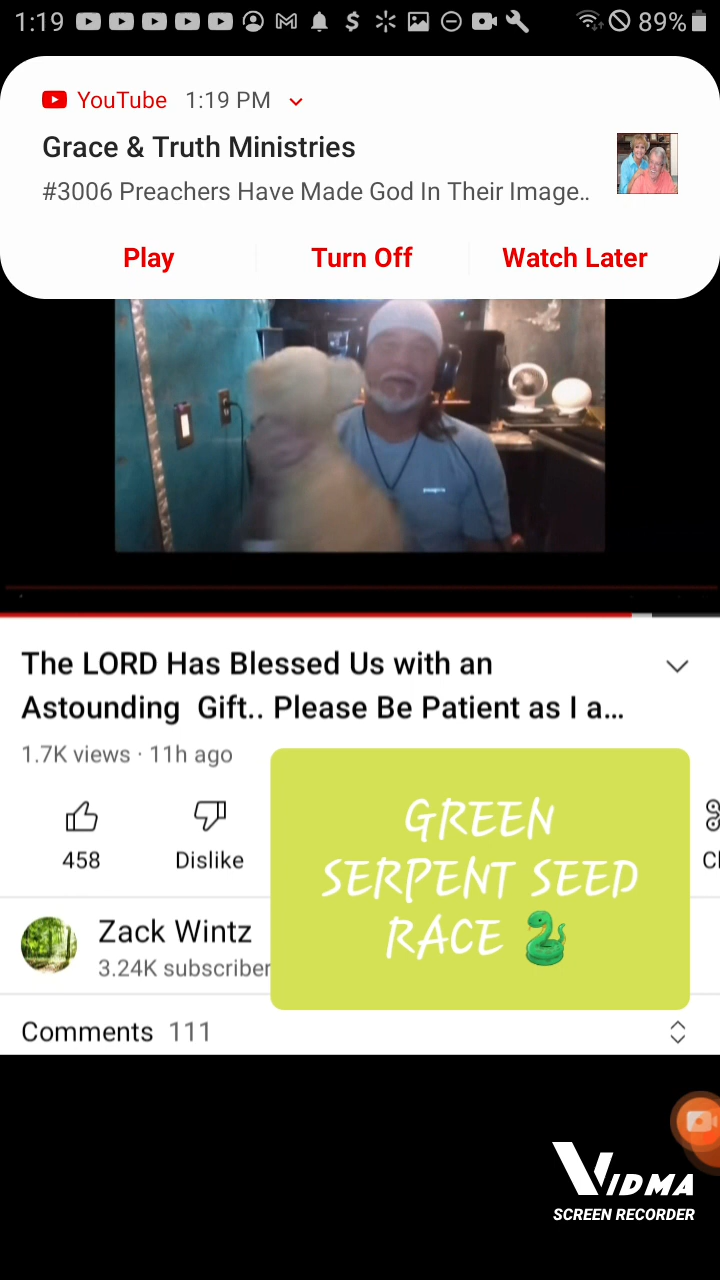 1:19
89%
YouTube 1:19 PM
Grace & Truth Ministries
#3006 Preachers Have Made God In Their Image..
Play Turn Off Watch Later
The LORD Has Blessed Us with an
Astounding Gift.. Please Be Patient as I a...
1.7K views · 11h ago
GREEN
SERPENT SEED
RACE
458 Dislike Cl
Zack Wintz
3.24K subscriber
Comments 111
VIDMA
SCREEN RECORDER